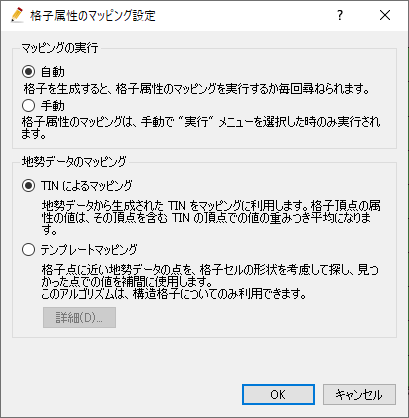 格子属性のマッピング設定
マッピングの実行
自動
格子を生成すると、格子属性のマッピングを実行するか毎回尋ねられます。
手動
格子属性のマッピングは、手動で “実行” メニューを選択した時のみ実行されます。
地勢データのマッピング
TIN によるマッピング
地勢データから生成された TIN をマッピングに利用します。格子頂点の属
性の値は、その頂点を含む TIN の頂点での値の重みつき平均になりま
す。
テンプレートマッピング
格子点に近い地勢データの点を、格子セルの形状を考慮して探し、見つ
かった点での値を補間に使用します。
このアルゴリズムは、構造格子についてのみ利用できます。
詳細(D)...
OK
キャンセル